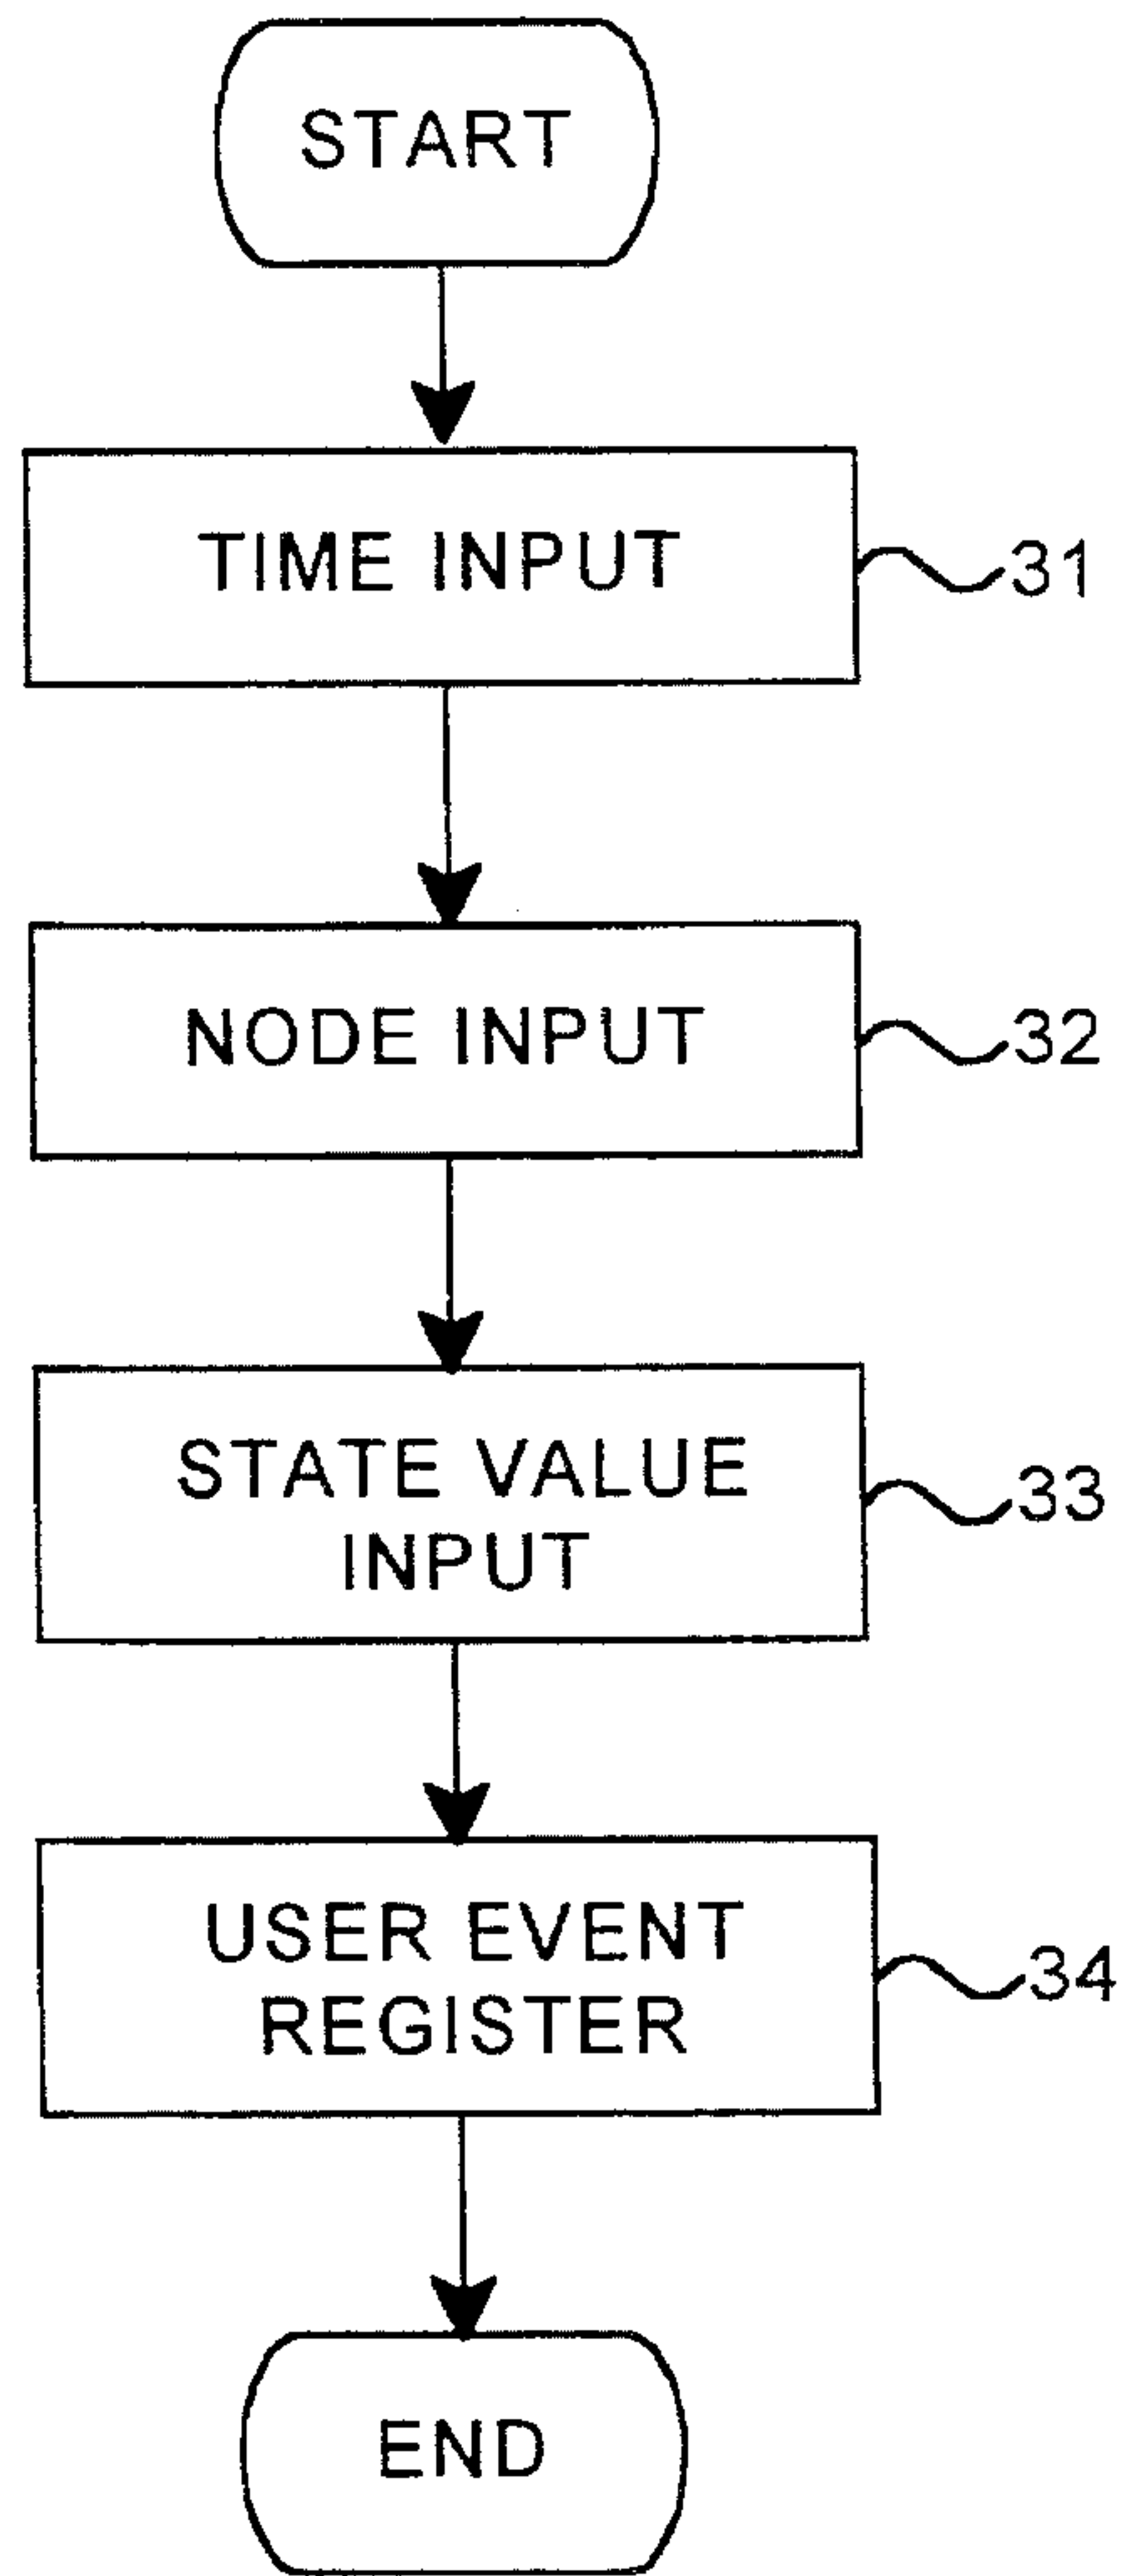 START
TIME INPUT
31
NODE INPUT
32
STATE VALUE
INPUT
33
USER EVENT
REGISTER
34
END